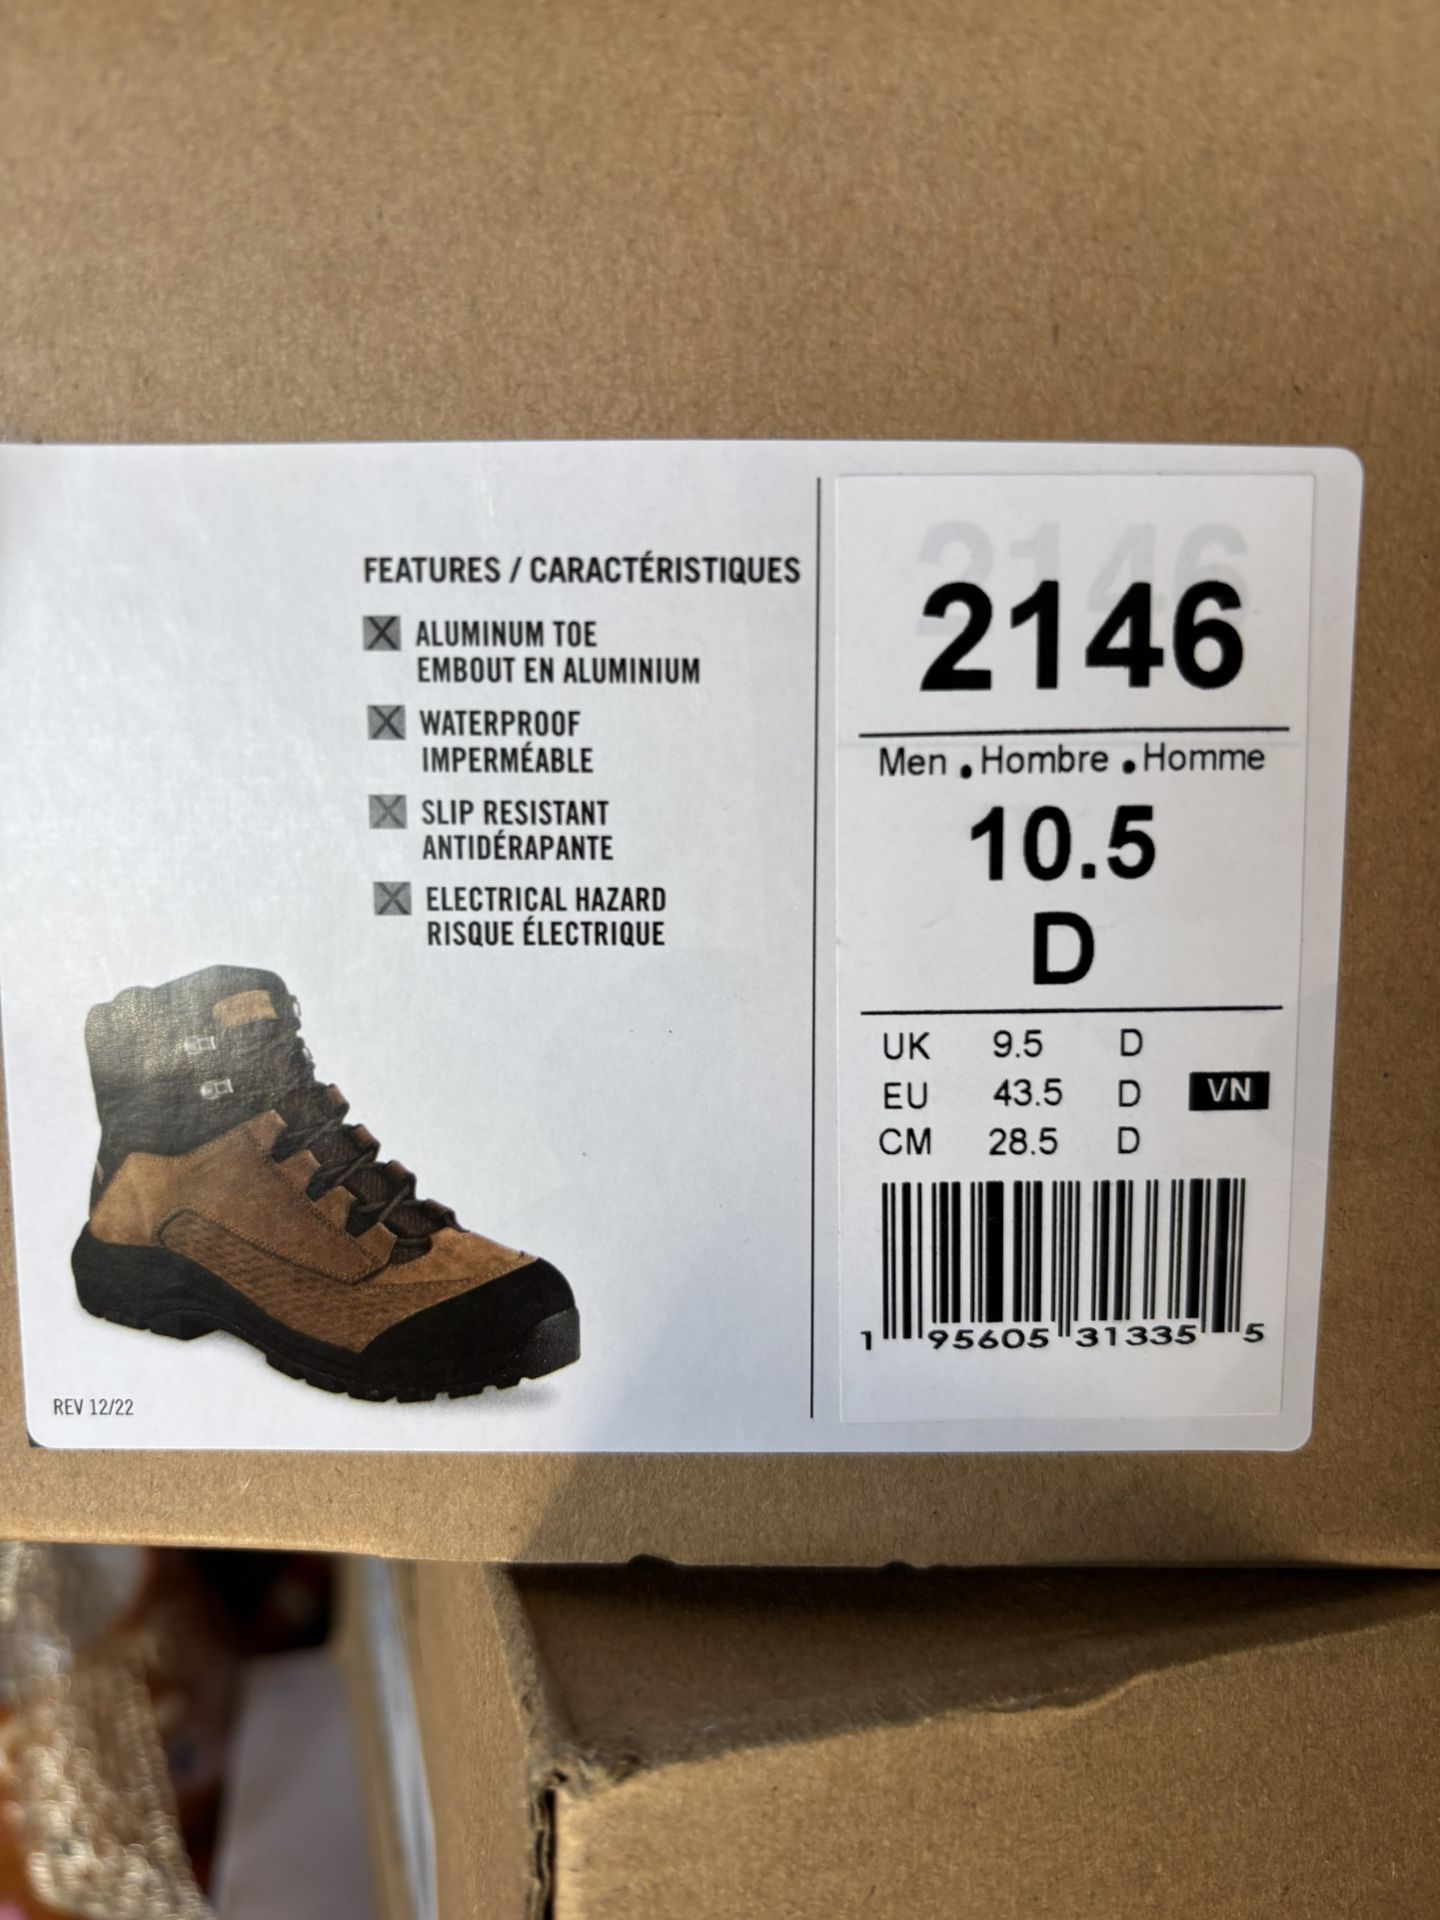 FEATURES / CARACTÉRISTIQUES
ALUMINUM TOE
EMBOUT EN ALUMINIUM
WATERPROOF
IMPERMÉABLE
SLIP RESISTANT
ANTIDÉRAPANTE
ELECTRICAL HAZARD
RISQUE ÉLECTRIQUE
REV 12/22
2146
2146
Men . Hombre . Homme
10.5
D
UK 9.5 D
EU 43.5 D VN
CM 28.5 D
1 95605 31335 5